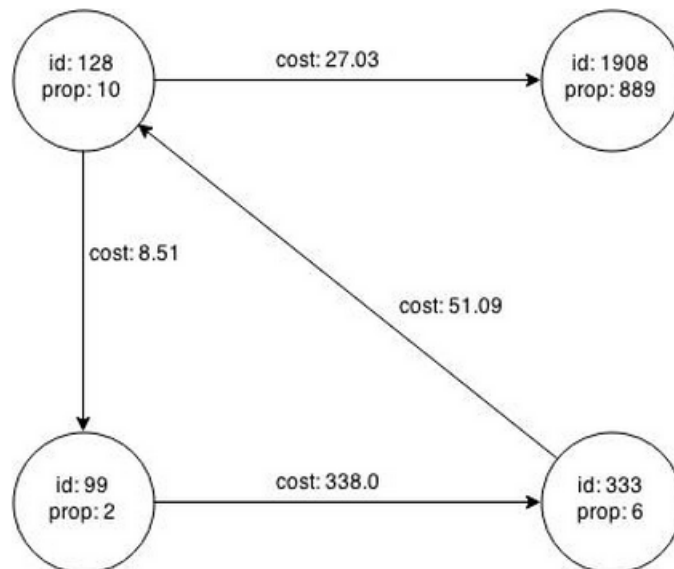 id: 128
prop: 10
cost: 27.03
id: 1908
prop: 889
cost: 8.51
cost: 51.09
id: 99
prop: 2
cost: 338.0
id: 333
prop: 6